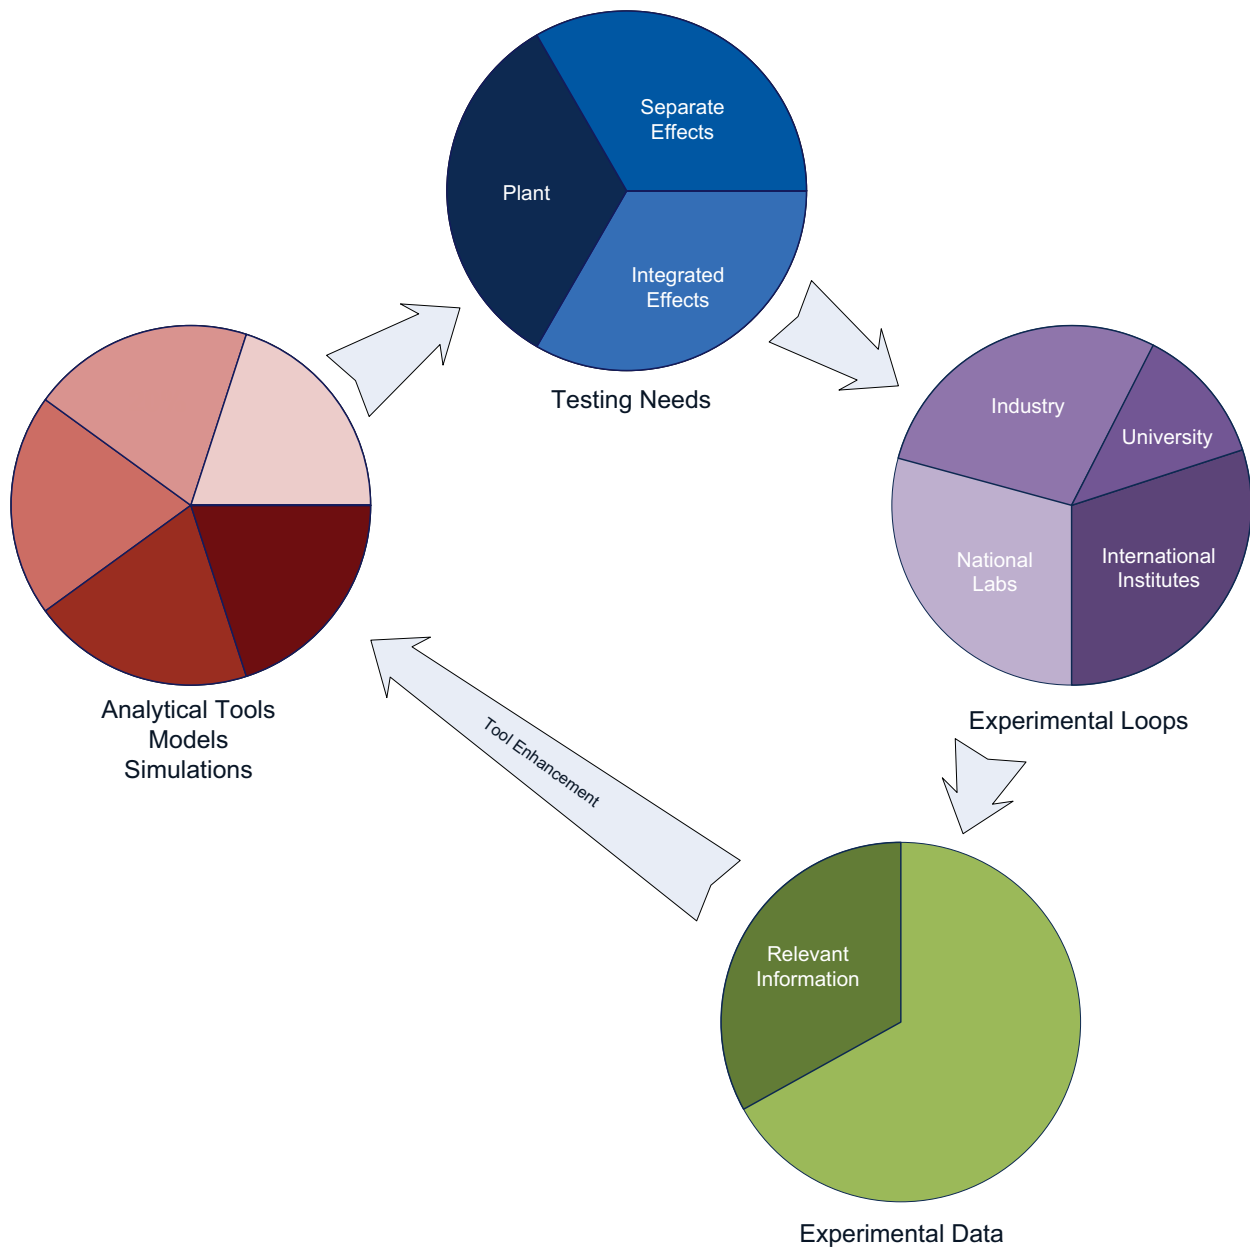 Separate
Effects
Plant
Integrated
Effects
Testing Needs
Industry
University
National
Labs
International
Institutes
Experimental Loops
Analytical Tools
Models
Simulations
Tool Enhancement
Relevant
Information
Experimental Data